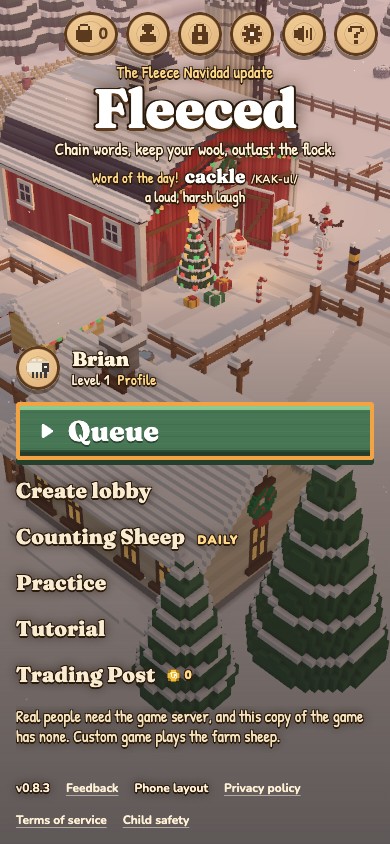 0
The Fleece Navidad update
Fleeced
Chain words, keep your wool, outlast the flock.
Word of the day! cackle /KAK-ul/
a loud, harsh laugh
Brian
Level 1 Profile
Queue
Create lobby
Counting Sheep DAILY
Practice
Tutorial
Trading Post 0
Real people need the game server, and this copy of the game
has none. Custom game plays the farm sheep.
v0.8.3 Feedback Phone layout Privacy policy
Terms of service Child safety